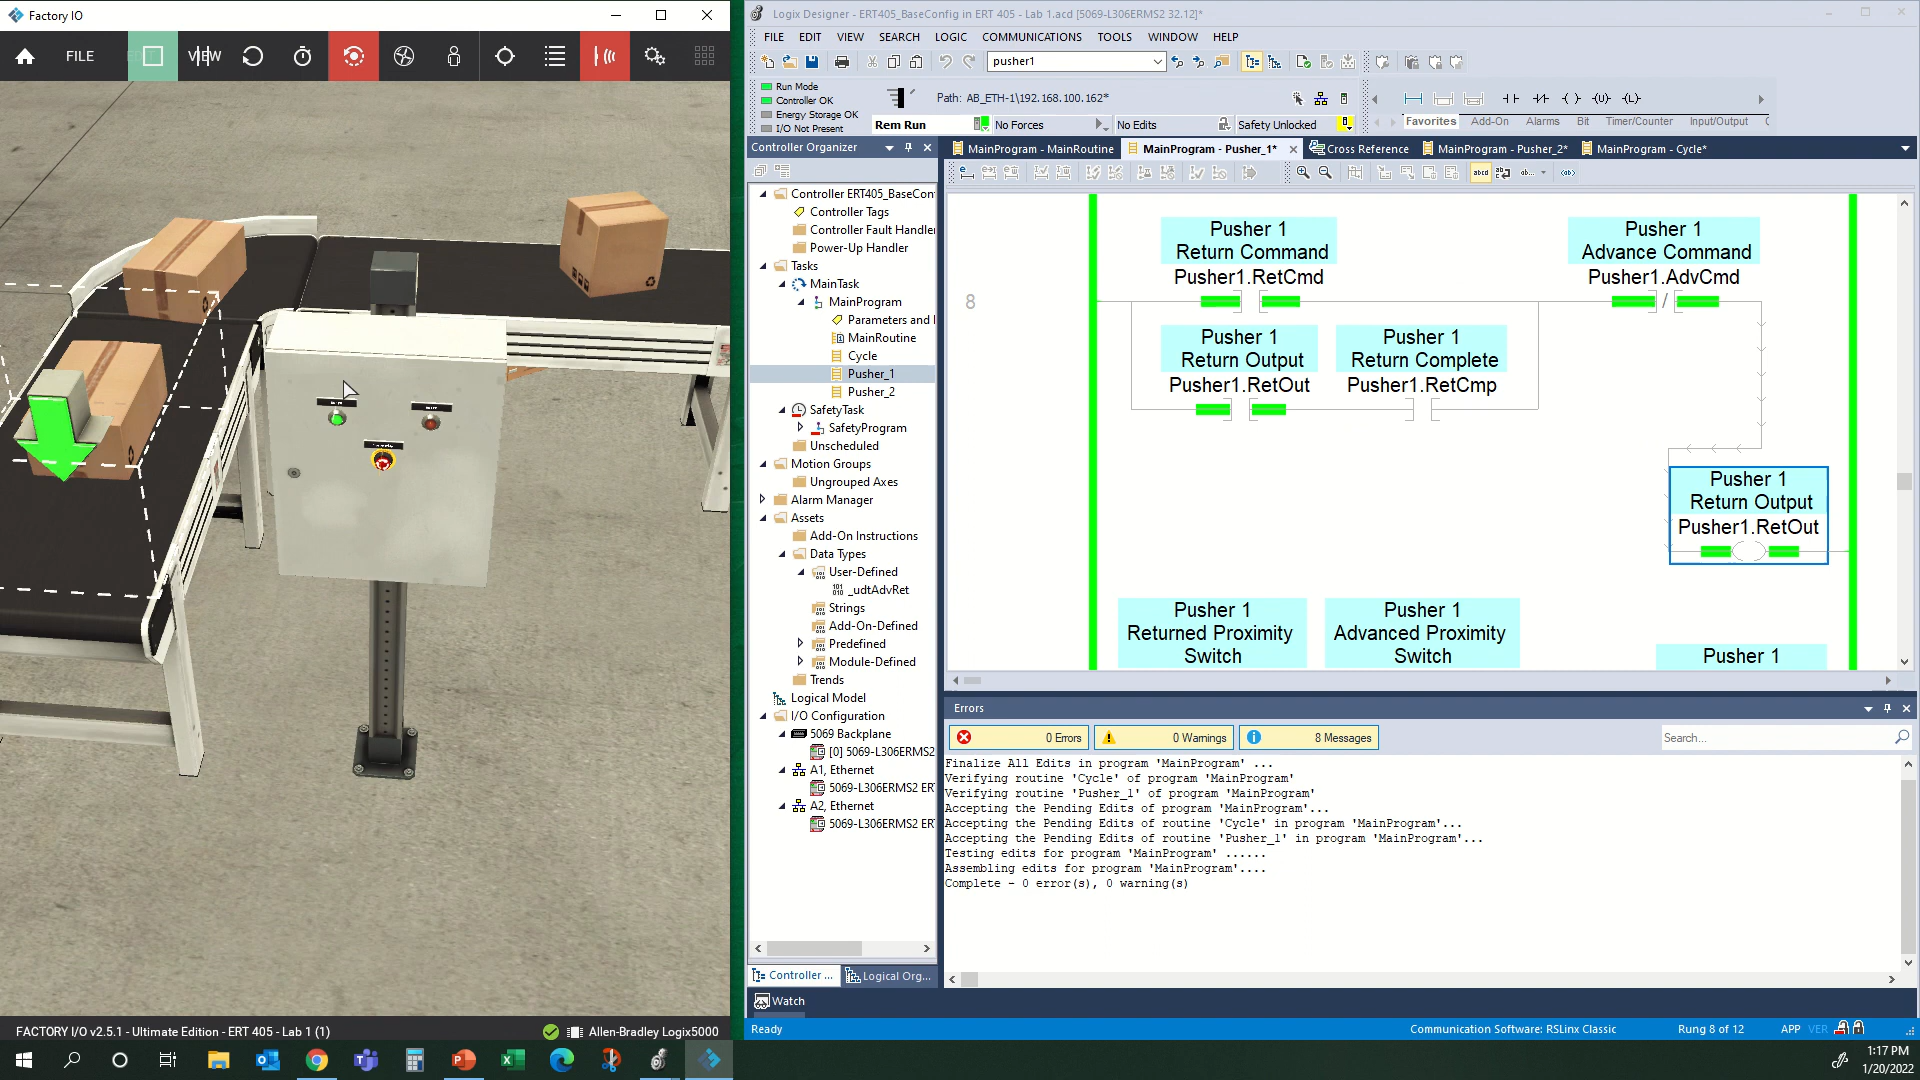 Factory IO
FILE
EDIT
VIEW
FACTORY I/O v2.5.1 - Ultimate Edition - ERT 405 - Lab 1 (1)
Allen-Bradley Logix5000
Logix Designer - ERT405_BaseConfig in ERT 405 - Lab 1.acd [5069-L306ERMS2 32.12]*
FILE EDIT VIEW SEARCH LOGIC COMMUNICATIONS TOOLS WINDOW HELP
pusher1
Run Mode
Controller OK
Energy Storage OK
I/O Not Present
Path: AB_ETH-1\192.168.100.162*
Rem Run
No Forces
No Edits
Safety Unlocked
Favorites Add-On Alarms Bit Timer/Counter Input/Output
Controller Organizer
MainProgram - MainRoutine
MainProgram - Pusher_1*
Cross Reference
MainProgram - Pusher_2*
MainProgram - Cycle*
Controller ERT405_BaseCon
Controller Tags
Controller Fault Handler
Power-Up Handler
Tasks
MainTask
MainProgram
Parameters and
MainRoutine
Cycle
Pusher_1
Pusher_2
SafetyTask
SafetyProgram
Unscheduled
Motion Groups
Ungrouped Axes
Alarm Manager
Assets
Add-On Instructions
Data Types
User-Defined
_udtAdvRet
Strings
Add-On-Defined
Predefined
Module-Defined
Trends
Logical Model
I/O Configuration
5069 Backplane
[0] 5069-L306ERMS2
A1, Ethernet
5069-L306ERMS2 ER
A2, Ethernet
5069-L306ERMS2 ER
Controller ...
Logical Org...
8
Pusher 1
Return Command
Pusher1.RetCmd
Pusher 1
Advance Command
Pusher1.AdvCmd
Pusher 1
Return Output
Pusher1.RetOut
Pusher 1
Return Complete
Pusher1.RetCmp
Pusher 1
Return Output
Pusher1.RetOut
Pusher 1
Returned Proximity
Switch
Pusher 1
Advanced Proximity
Switch
Pusher 1
abcd
ab...
Errors
0 Errors
0 Warnings
8 Messages
Search...
Finalize All Edits in program 'MainProgram' ...
Verifying routine 'Cycle' of program 'MainProgram'
Verifying routine 'Pusher_1' of program 'MainProgram'
Accepting the Pending Edits of program 'MainProgram'...
Accepting the Pending Edits of routine 'Cycle' in program 'MainProgram'...
Accepting the Pending Edits of routine 'Pusher_1' in program 'MainProgram'...
Testing edits for program 'MainProgram' ......
Assembling edits for program 'MainProgram'....
Complete - 0 error(s), 0 warning(s)
Watch
Ready
Communication Software: RSLinx Classic
Rung 8 of 12
APP
VER
1:17 PM
1/20/2022